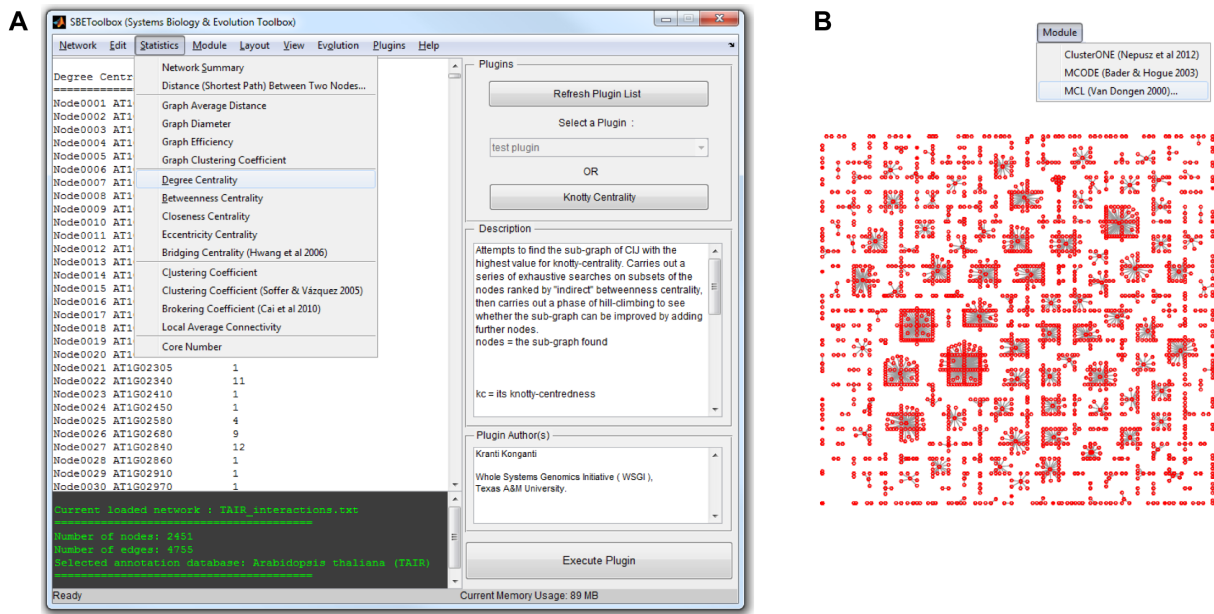 A
SBEToolbox (Systems Biology & Evolution Toolbox)
Network Edit Statistics Module Layout View Evolution Plugins Help
Degree Centr
Node0001 AT1
Node0002 AT1
Node0003 AT1
Node0004 AT1
Node0005 AT1
Node0006 AT1
Node0007 AT1
Node0008 AT1
Node0009 AT1
Node0010 AT1
Node0011 AT1
Node0012 AT1
Node0013 AT1
Node0014 AT1
Node0015 AT1
Node0016 AT1
Node0017 AT1
Node0018 AT1
Node0019 AT1
Node0020 AT1
Node0021 AT1G02305 1
Node0022 AT1G02340 11
Node0023 AT1G02410 1
Node0024 AT1G02450 1
Node0025 AT1G02580 4
Node0026 AT1G02680 9
Node0027 AT1G02840 12
Node0028 AT1G02860 1
Node0029 AT1G02910 1
Node0030 AT1G02970 1
Network Summary
Distance (Shortest Path) Between Two Nodes...
Graph Average Distance
Graph Diameter
Graph Efficiency
Graph Clustering Coefficient
Degree Centrality
Betweenness Centrality
Closeness Centrality
Eccentricity Centrality
Bridging Centrality (Hwang et al 2006)
Clustering Coefficient
Clustering Coefficient (Soffer & Vázquez 2005)
Brokering Coefficient (Cai et al 2010)
Local Average Connectivity
Core Number
Current loaded network : TAIR_interactions.txt
=======================================
Number of nodes: 2451
Number of edges: 4755
Selected annotation database: Arabidopsis thaliana (TAIR)
=======================================
Ready
Plugins
Refresh Plugin List
Select a Plugin :
test plugin
OR
Knotty Centrality
Description
Attempts to find the sub-graph of CIJ with the
highest value for knotty-centrality. Carries out a
series of exhaustive searches on subsets of the
nodes ranked by "indirect" betweenness centrality,
then carries out a phase of hill-climbing to see
whether the sub-graph can be improved by adding
further nodes.
nodes = the sub-graph found
kc = its knotty-centredness
Plugin Author(s)
Kranti Konganti
Whole Systems Genomics Initiative ( WSGI ),
Texas A&M University.
Execute Plugin
Current Memory Usage: 89 MB
B
Module
ClusterONE (Nepusz et al 2012)
MCODE (Bader & Hogue 2003)
MCL (Van Dongen 2000)...